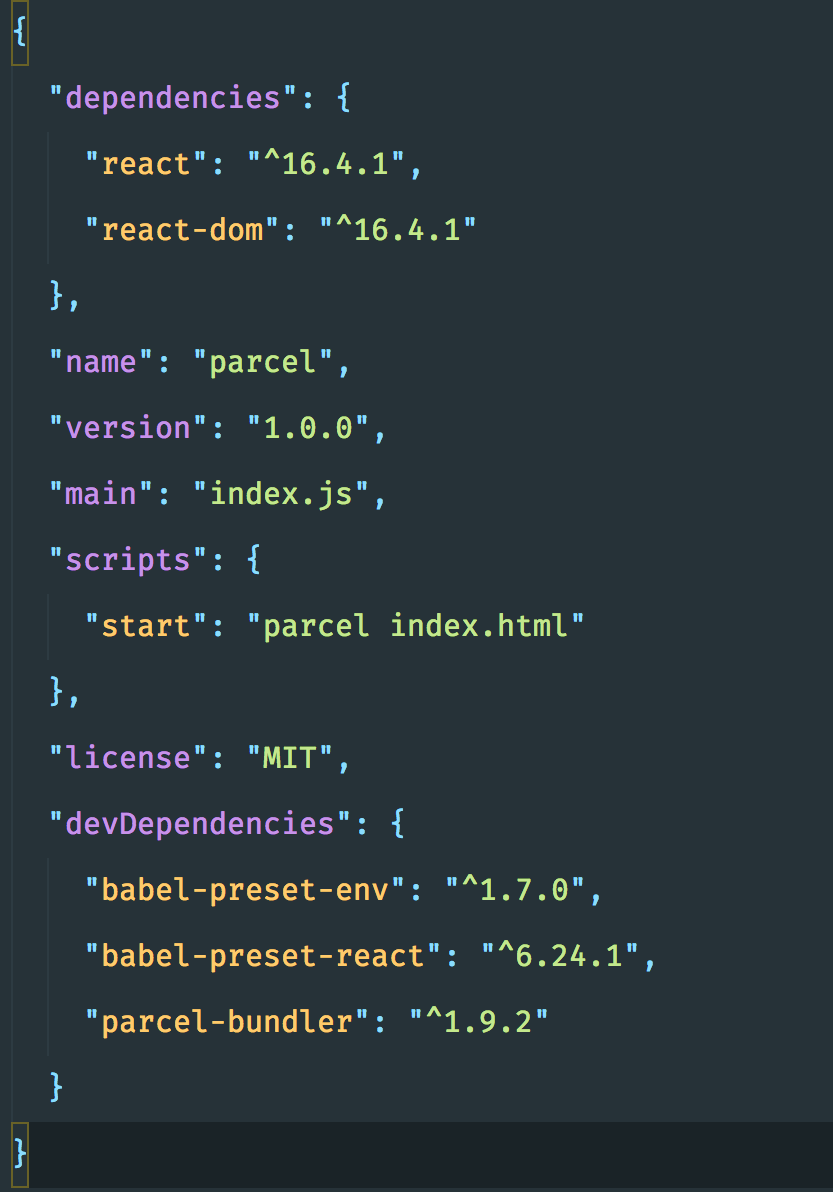 {
"dependencies": {
"react": "^16.4.1",
"react-dom": "^16.4.1"
},
"name": "parcel",
"version": "1.0.0",
"main": "index.js",
"scripts": {
"start": "parcel index.html"
},
"license": "MIT",
"devDependencies": {
"babel-preset-env": "^1.7.0",
"babel-preset-react": "^6.24.1",
"parcel-bundler": "^1.9.2"
}
}